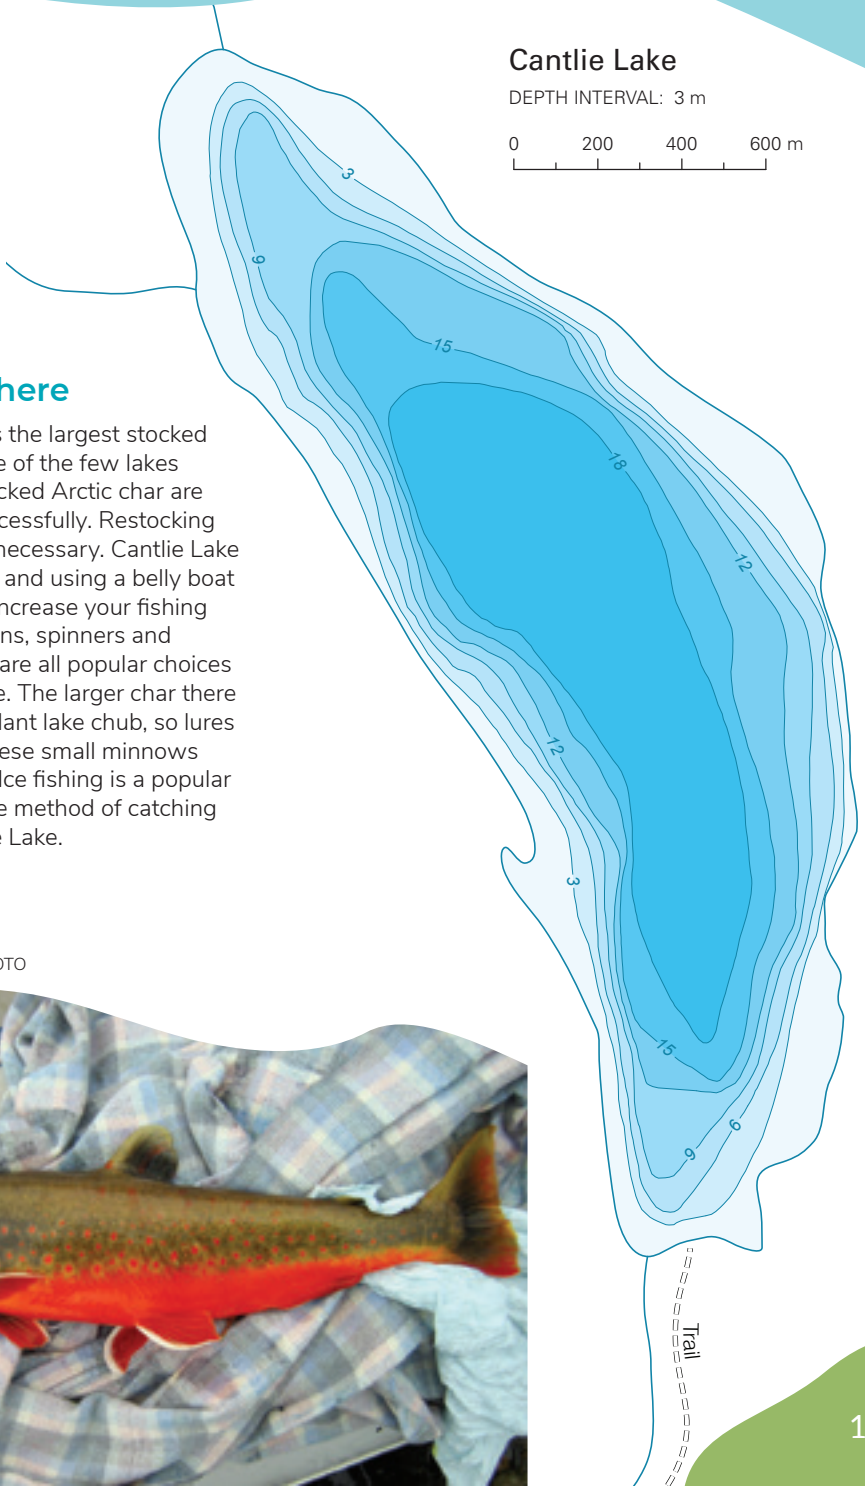 Cantlie Lake
DEPTH INTERVAL: 3 m
0 200 400 600 m
3
9
15
18
12
12
3
15
6
9
Trail
here
the largest stocked
e of the few lakes
cked Arctic char are
cessfully. Restocking
necessary. Cantlie Lake
and using a belly boat
ncrease your fishing
ns, spinners and
are all popular choices
e. The larger char there
lant lake chub, so lures
ese small minnows
Ice fishing is a popular
e method of catching
e Lake.
OTO
1